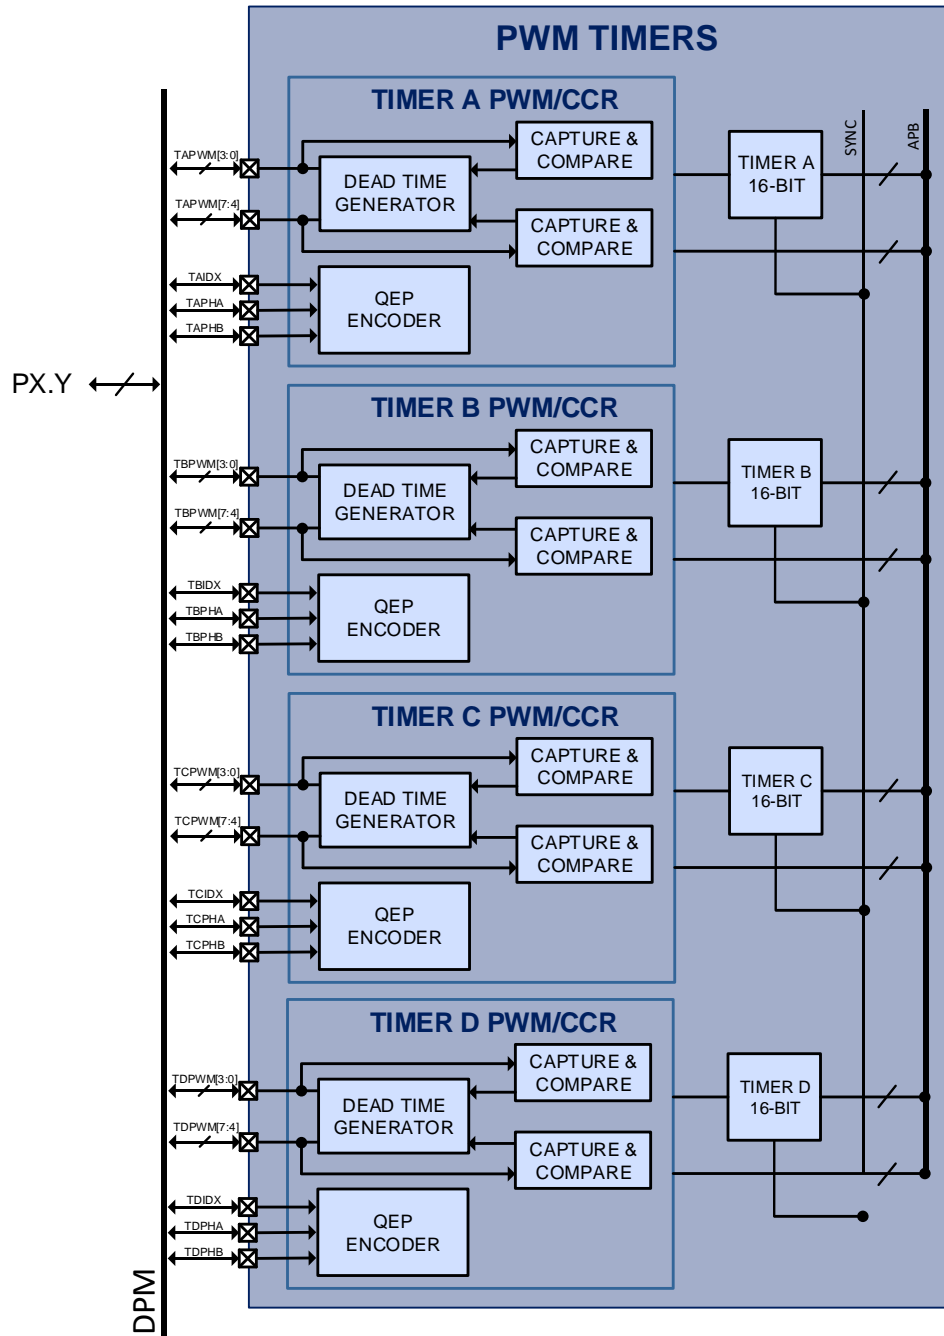 PWM TIMERS
TIMER A PWM/CCR
CAPTURE &
COMPARE
DEAD TIME
GENERATOR
CAPTURE &
COMPARE
QEP
ENCODER
TIMER A
16-BIT
SYNC
APB
TAPWM[3:0]
TAPWM[7:4]
TAIDX
TAPHA
TAPHB
PX.Y
TIMER B PWM/CCR
CAPTURE &
COMPARE
DEAD TIME
GENERATOR
CAPTURE &
COMPARE
QEP
ENCODER
TIMER B
16-BIT
TBPWM[3:0]
TBPWM[7:4]
TBIDX
TBPHA
TBPHB
TIMER C PWM/CCR
CAPTURE &
COMPARE
DEAD TIME
GENERATOR
CAPTURE &
COMPARE
QEP
ENCODER
TIMER C
16-BIT
TCPWM[3:0]
TCPWM[7:4]
TCIDX
TCPHA
TCPHB
TIMER D PWM/CCR
CAPTURE &
COMPARE
DEAD TIME
GENERATOR
CAPTURE &
COMPARE
QEP
ENCODER
TIMER D
16-BIT
TDPWM[3:0]
TDPWM[7:4]
TDIDX
TDPHA
TDPHB
DPM